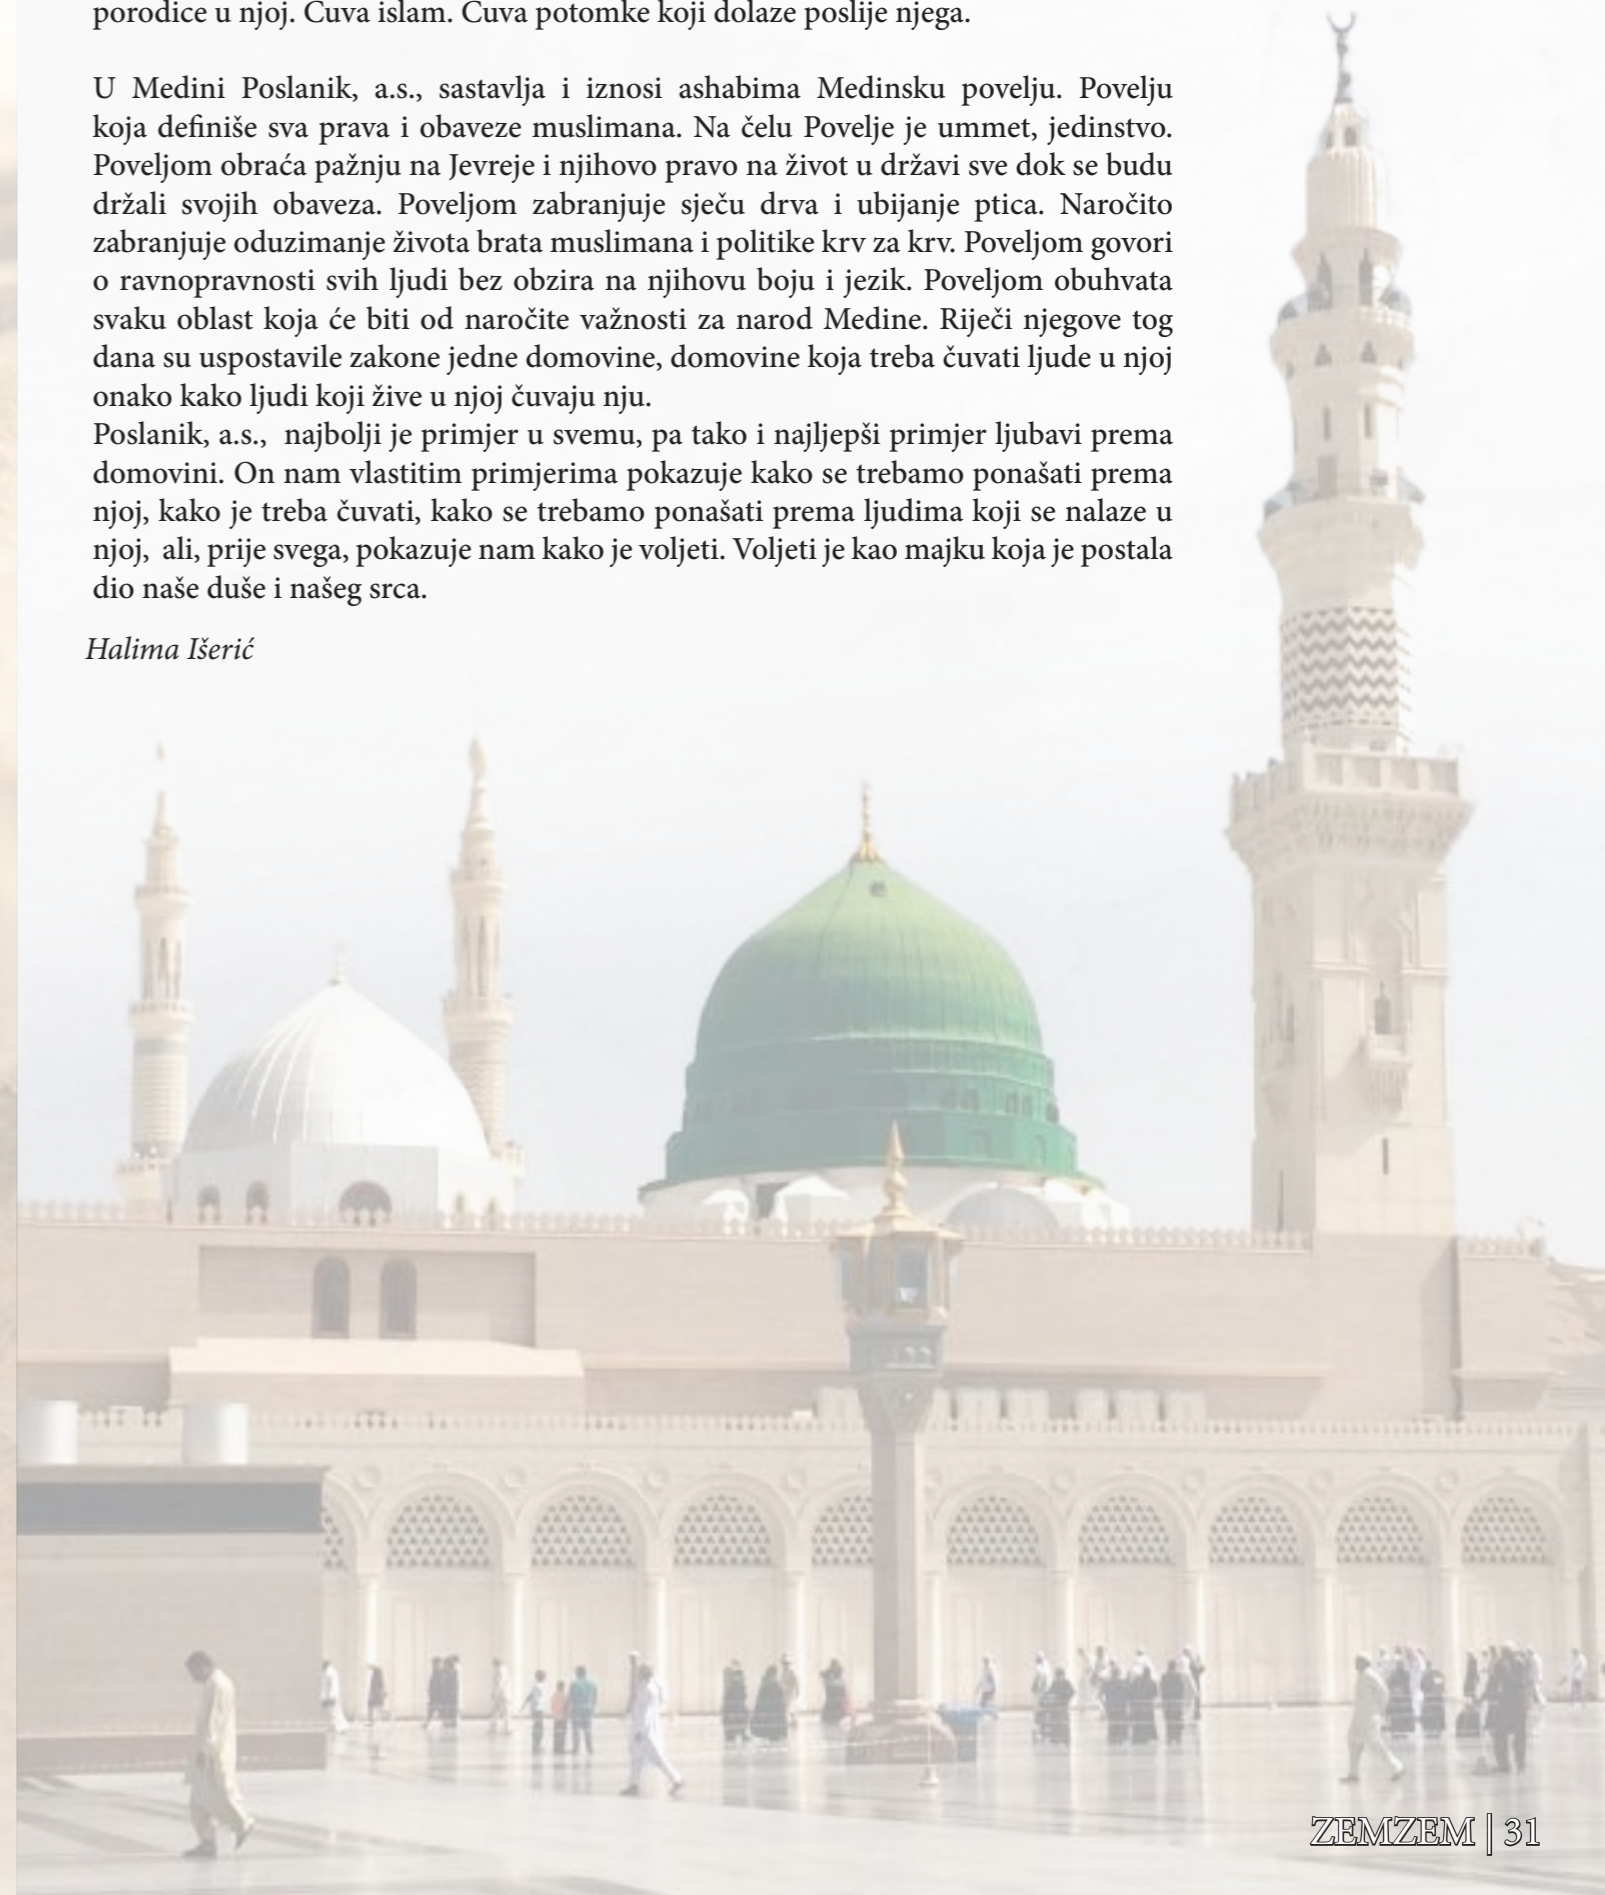 porodice u njoj. Čuva islam. Čuva potomke koji dolaze poslije njega.
U Medini Poslanik, a.s., sastavlja i iznosi ashabima Medinsku povelju. Povelju
koja definiše sva prava i obaveze muslimana. Na čelu Povelje je ummet, jedinstvo.
Poveljom obraća pažnju na Jevreje i njihovo pravo na život u državi sve dok se budu
držali svojih obaveza. Poveljom zabranjuje sječu drva i ubijanje ptica. Naročito
zabranjuje oduzimanje života brata muslimana i politike krv za krv. Poveljom govori
o ravnopravnosti svih ljudi bez obzira na njihovu boju i jezik. Poveljom obuhvata
svaku oblast koja će biti od naročite važnosti za narod Medine. Riječi njegove tog
dana su uspostavile zakone jedne domovine, domovine koja treba čuvati ljude u njoj
onako kako ljudi koji žive u njoj čuvaju nju.
Poslanik, a.s., najbolji je primjer u svemu, pa tako i najljepši primjer ljubavi prema
domovini. On nam vlastitim primjerima pokazuje kako se trebamo ponašati prema
njoj, kako je treba čuvati, kako se trebamo ponašati prema ljudima koji se nalaze u
njoj, ali, prije svega, pokazuje nam kako je voljeti. Voljeti je kao majku koja je postala
dio naše duše i našeg srca.
Halima Išerić
ZEMZEM | 31